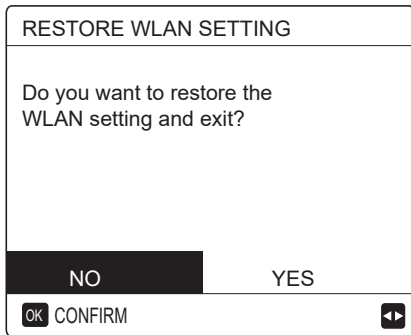 RESTORE WLAN SETTING
Do you want to restore the
WLAN setting and exit?
NO YES
OK CONFIRM